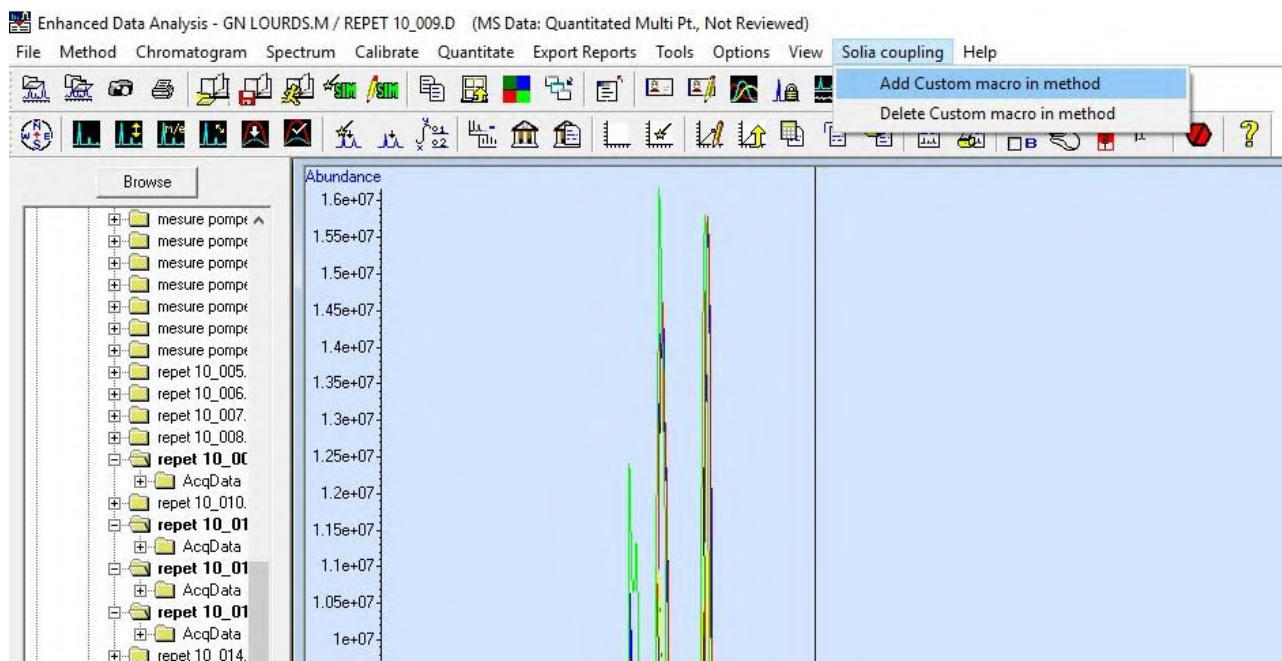 Enhanced Data Analysis - GN LOURDS.M / REPET 10_009.D (MS Data: Quantitated Multi Pt., Not Reviewed)
File Method Chromatogram Spectrum Calibrate Quantitate Export Reports Tools Options View Solia coupling Help
Add Custom macro in method
Delete Custom macro in method
SIM SIM
n/e
N W E S
B
Browse
mesure pompe
mesure pompe
mesure pompe
mesure pompe
mesure pompe
mesure pompe
mesure pompe
repet 10_005.
repet 10_006.
repet 10_007.
repet 10_008.
repet 10_00
AcqData
repet 10_010.
repet 10_01
AcqData
repet 10_01
AcqData
repet 10_01
AcqData
repet 10_014.
Abundance
1.6e+07
1.55e+07
1.5e+07
1.45e+07
1.4e+07
1.35e+07
1.3e+07
1.25e+07
1.2e+07
1.15e+07
1.1e+07
1.05e+07
1e+07